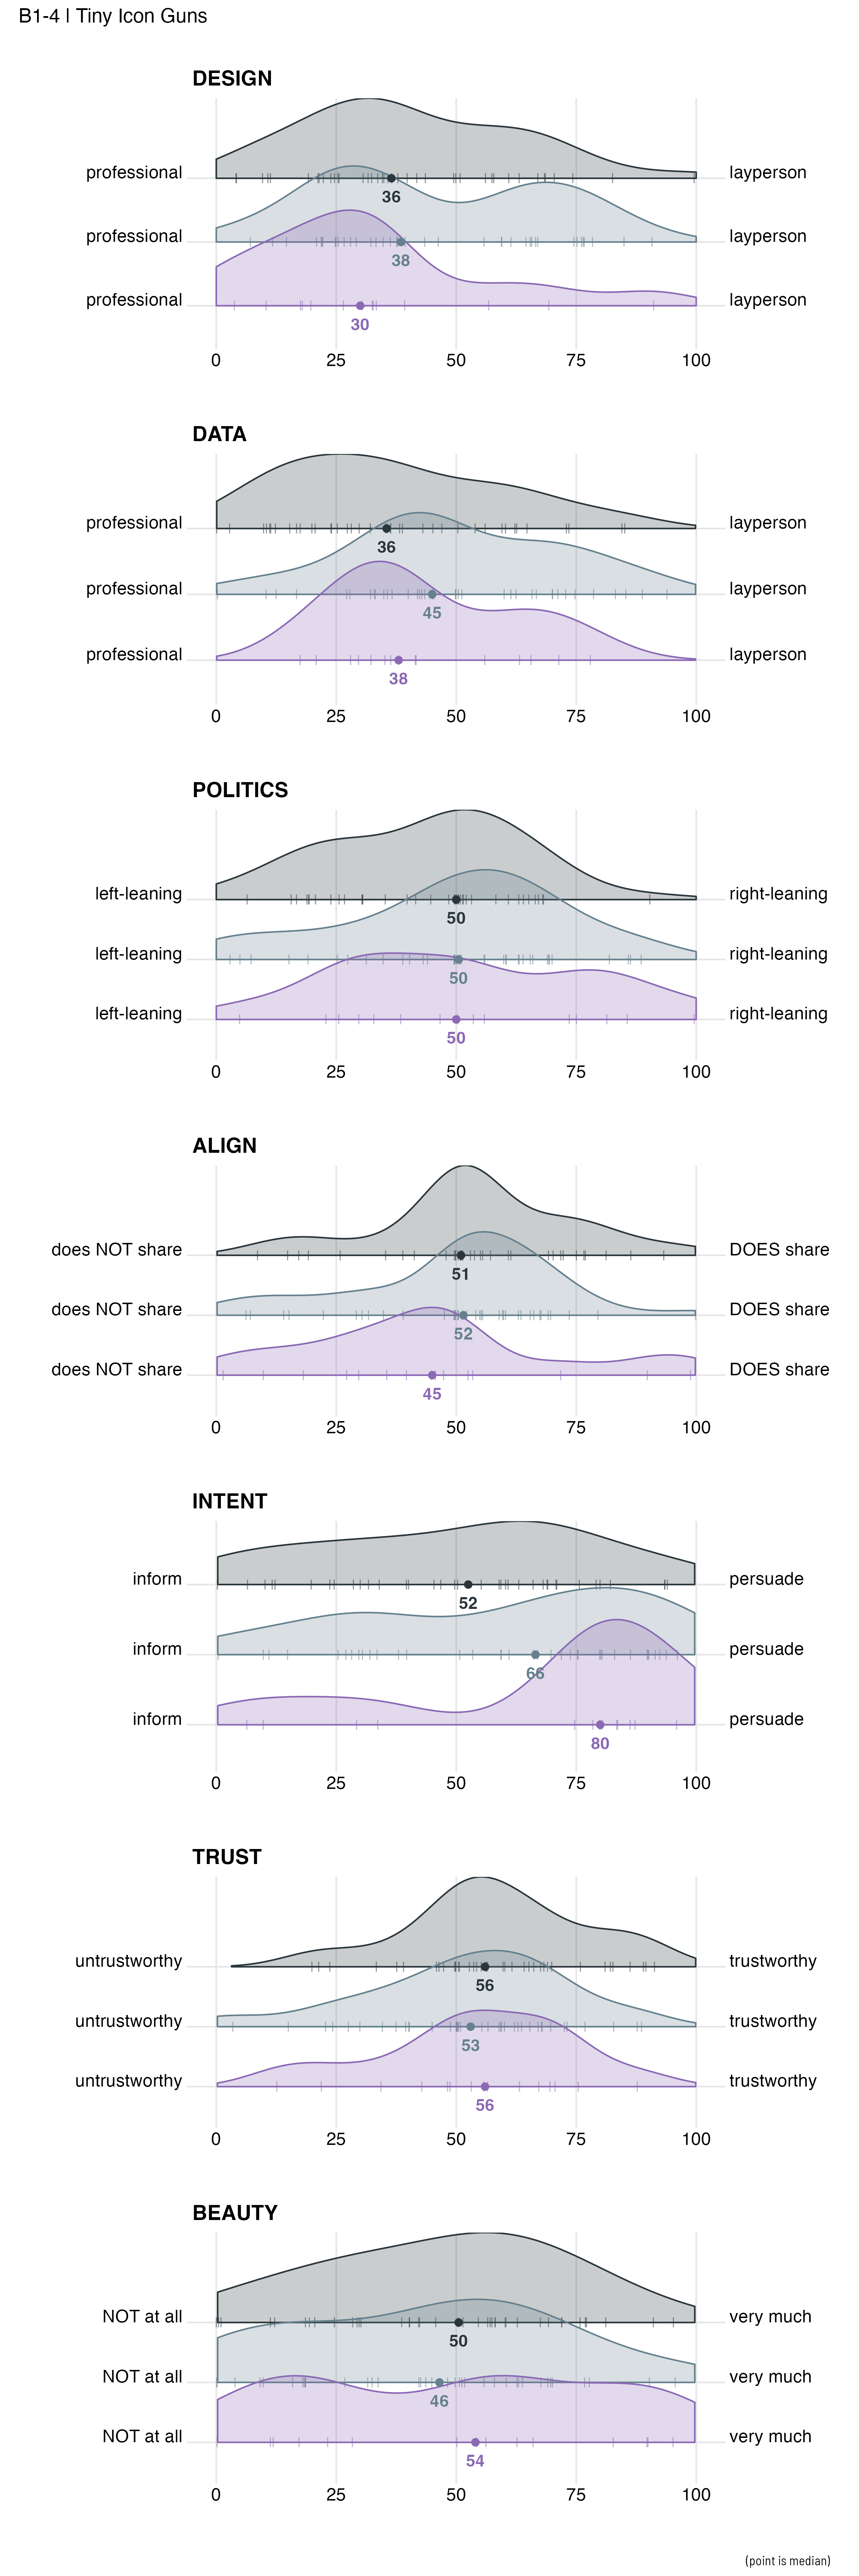 B1-4 | Tiny Icon Guns
DESIGN
professional layperson
36
professional layperson
38
professional layperson
30
0 25 50 75 100
DATA
professional layperson
36
professional layperson
45
professional layperson
38
0 25 50 75 100
POLITICS
left-leaning right-leaning
50
left-leaning right-leaning
50
left-leaning right-leaning
50
0 25 50 75 100
ALIGN
does NOT share DOES share
51
does NOT share DOES share
52
does NOT share DOES share
45
0 25 50 75 100
INTENT
inform persuade
52
inform persuade
66
inform persuade
80
0 25 50 75 100
TRUST
untrustworthy trustworthy
56
untrustworthy trustworthy
53
untrustworthy trustworthy
56
0 25 50 75 100
BEAUTY
NOT at all very much
50
NOT at all very much
46
NOT at all very much
54
0 25 50 75 100
(point is median)